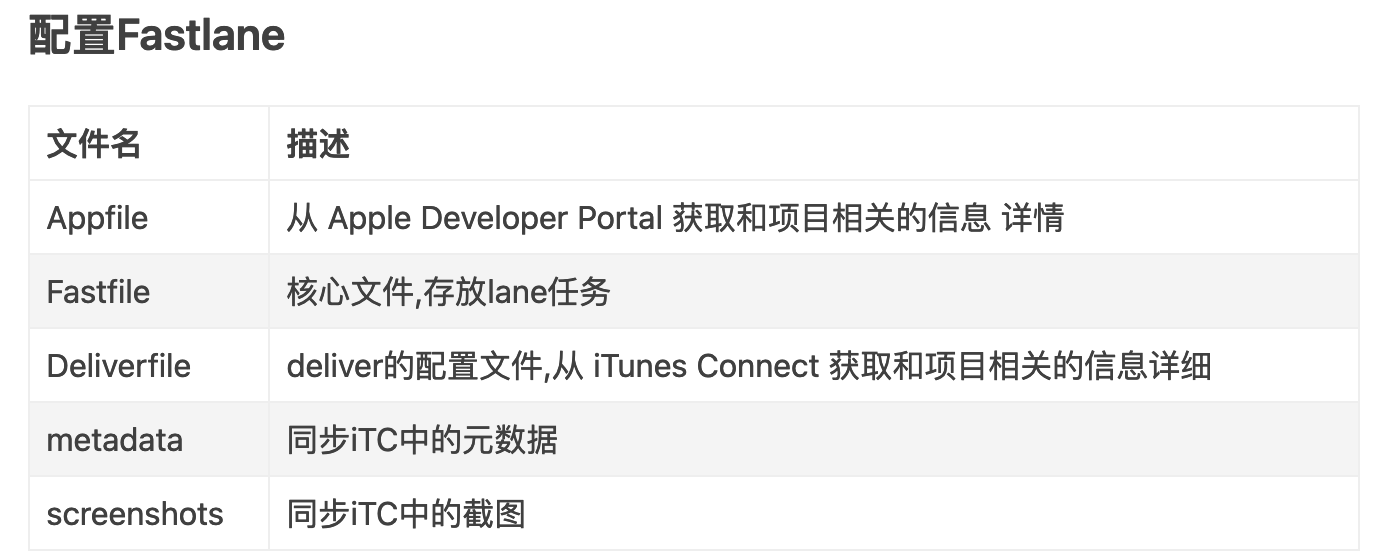 配置Fastlane
文件名 描述
Appfile 从 Apple Developer Portal 获取和项目相关的信息 详情
Fastfile 核心文件,存放lane任务
Deliverfile deliver的配置文件,从 iTunes Connect 获取和项目相关的信息详细
metadata 同步iTC中的元数据
screenshots 同步iTC中的截图